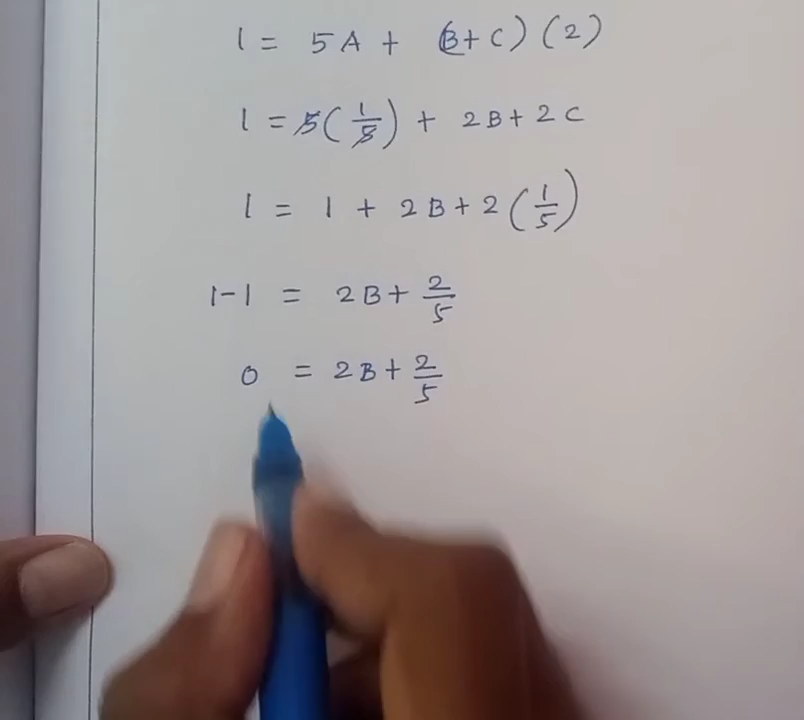 1 = 5A + (B+C)(2)
1 = 5(1/5) + 2B+2C
1 = 1 + 2B+2(1/5)
1-1 = 2B+2/5
0 = 2B+2/5